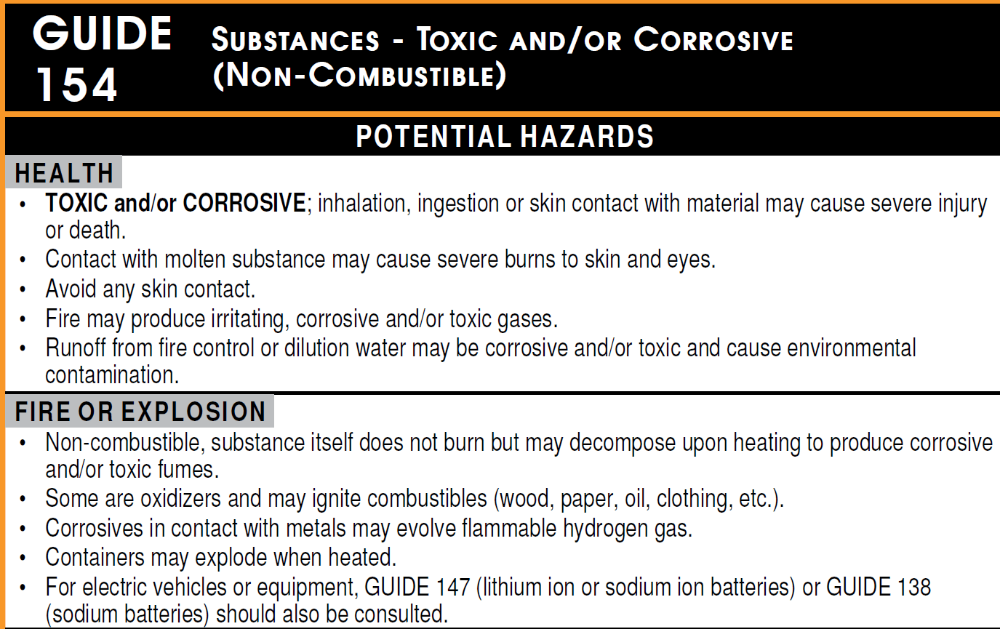 GUIDE
154
SUBSTANCES - TOXIC AND/OR CORROSIVE
(NON-COMBUSTIBLE)
POTENTIAL HAZARDS
HEALTH
• TOXIC and/or CORROSIVE; inhalation, ingestion or skin contact with material may cause severe injury
or death.
• Contact with molten substance may cause severe burns to skin and eyes.
• Avoid any skin contact.
• Fire may produce irritating, corrosive and/or toxic gases.
• Runoff from fire control or dilution water may be corrosive and/or toxic and cause environmental
contamination.
FIRE OR EXPLOSION
• Non-combustible, substance itself does not burn but may decompose upon heating to produce corrosive
and/or toxic fumes.
• Some are oxidizers and may ignite combustibles (wood, paper, oil, clothing, etc.).
• Corrosives in contact with metals may evolve flammable hydrogen gas.
• Containers may explode when heated.
• For electric vehicles or equipment, GUIDE 147 (lithium ion or sodium ion batteries) or GUIDE 138
(sodium batteries) should also be consulted.